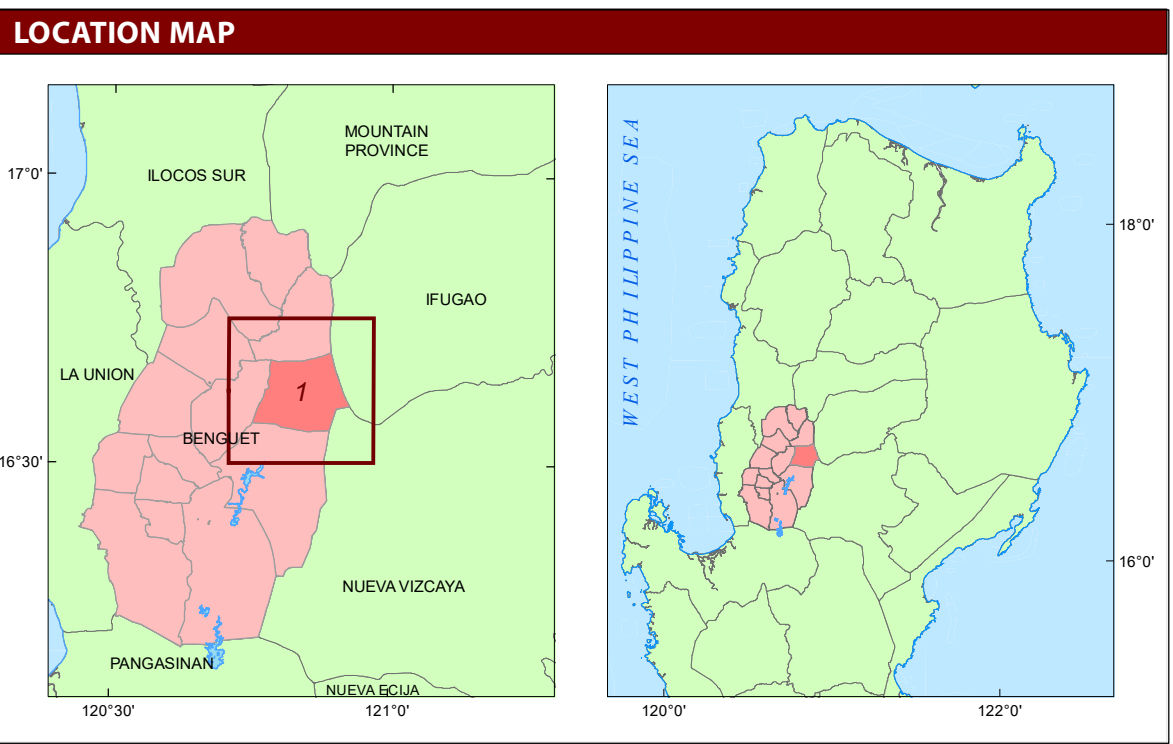 LOCATION MAP
MOUNTAIN
PROVINCE
17°0'
ILOCOS SUR
IFUGAO
LA UNION
1
BENGUET
16°30'
NUEVA VIZCAYA
PANGASINAN
NUEVA ECIJA
120°30'
121°0'
WEST PHILIPPINE SEA
18°0'
16°0'
120°0'
122°0'